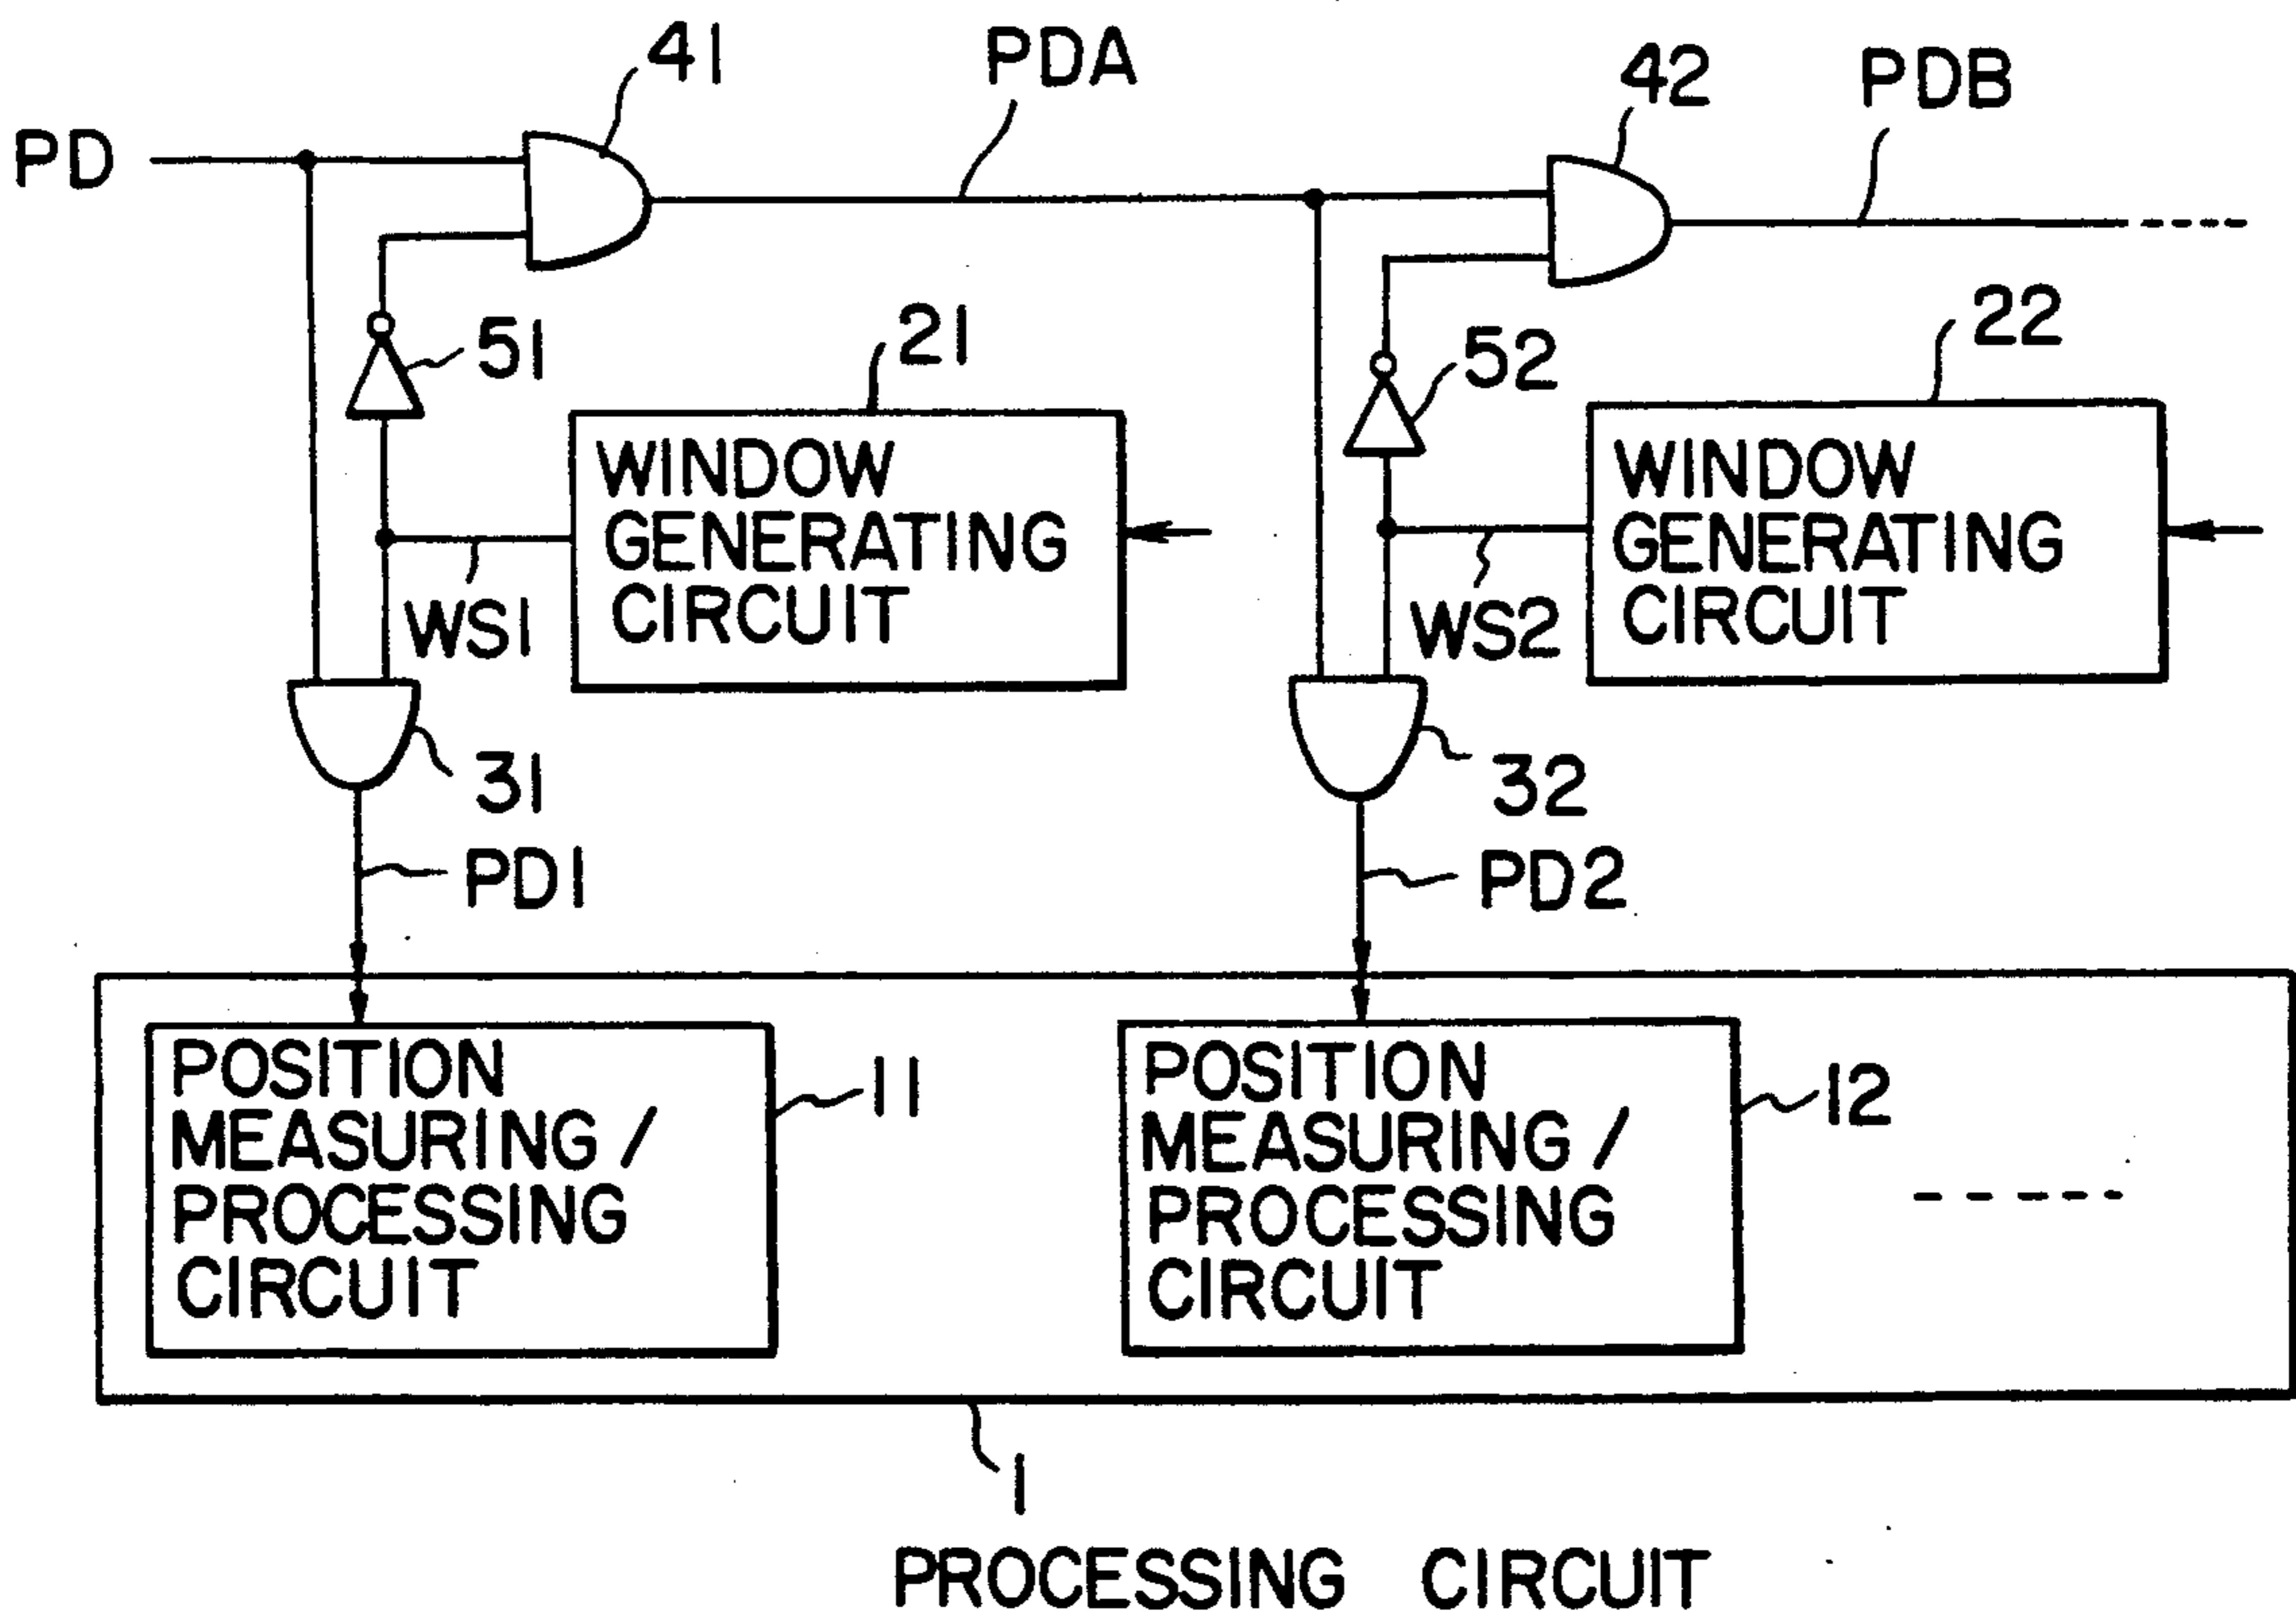 41
PDA
42
PDB
PD
51
21
52
22
WINDOW
GENERATING
CIRCUIT
WINDOW
GENERATING
CIRCUIT
WS1
WS2
31
32
PD1
PD2
POSITION
MEASURING/
PROCESSING
CIRCUIT
11
POSITION
MEASURING/
PROCESSING
CIRCUIT
12
1
PROCESSING CIRCUIT